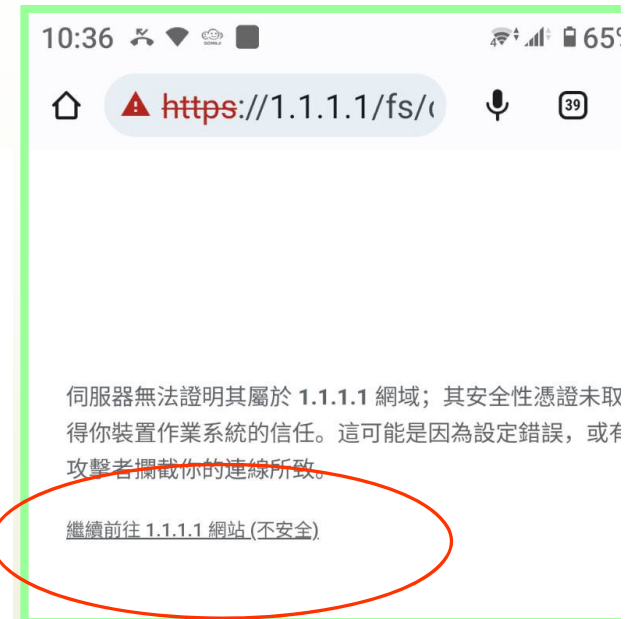 10:36 65%
https://1.1.1.1/fs/ 39
伺服器無法證明其屬於 1.1.1.1 網域；其安全性憑證未取
得你裝置作業系統的信任。這可能是因為設定錯誤，或有
攻擊者攔截你的連線所致。
繼續前往 1.1.1.1 網站 (不安全)